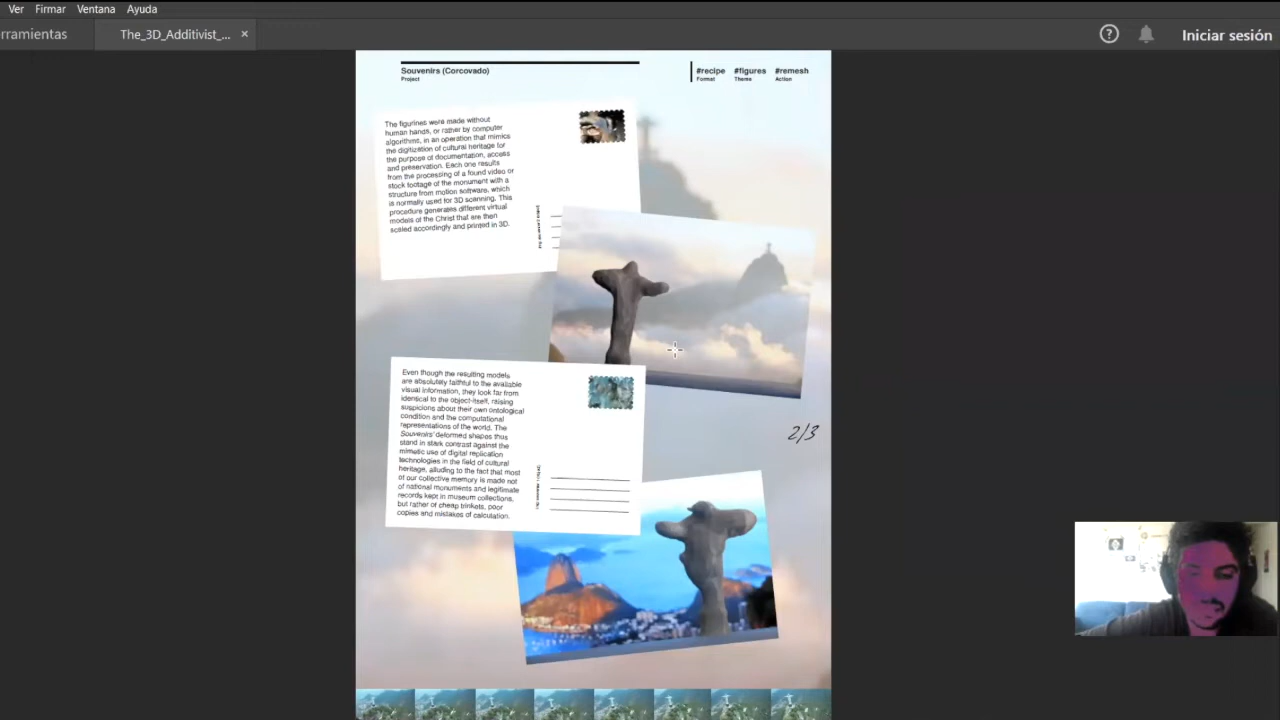 Ver Firmar Ventana Ayuda
rramientas The_3D_Additivist_... × Iniciar sesión
Souvenirs (Corcovado)
Project
#recipe #figures #remesh
Format Theme Action
The figurines were made without
human hands, or rather by computer
algorithms, in an operation that mimics
the digitization of cultural heritage for
the purpose of documentation, access
and preservation. Each one results
from the processing of a found video or
stock footage of the monument with a
structure from motion software, which
is normally used for 3D scanning. This
procedure generates different virtual
models of the Christ that are then
scaled accordingly and printed in 3D.
Even though the resulting models
are absolutely faithful to the available
visual information, they look far from
identical to the object-itself, raising
suspicions about their own ontological
condition and the computational
representations of the world. The
Souvenirs' deformed shapes thus
stand in stark contrast against the
mimetic use of digital replication
technologies in the field of cultural
heritage, alluding to the fact that most
of our collective memory is made not
of national monuments and legitimate
records kept in museum collections,
but rather of cheap trinkets, poor
copies and mistakes of calculation.
2/3